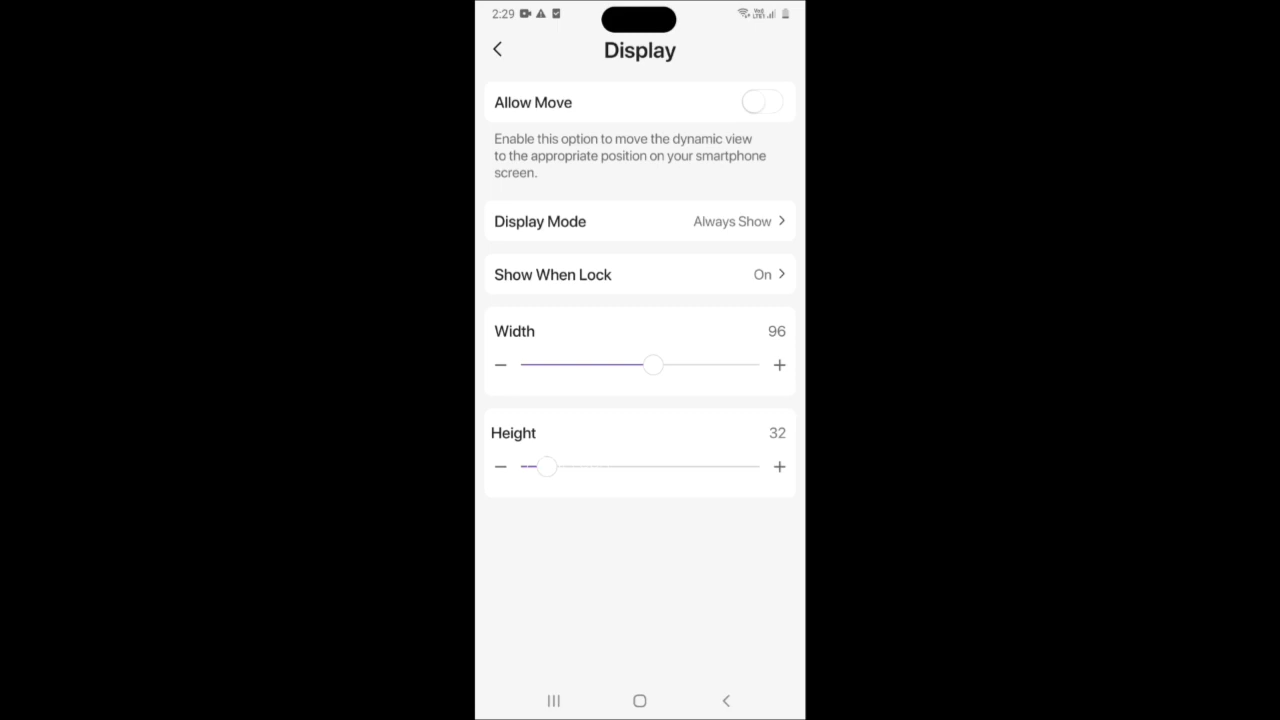 2:29
Display
Allow Move
Enable this option to move the dynamic view
to the appropriate position on your smartphone
screen.
Display Mode Always Show
Show When Lock On
Width 96
Height 32